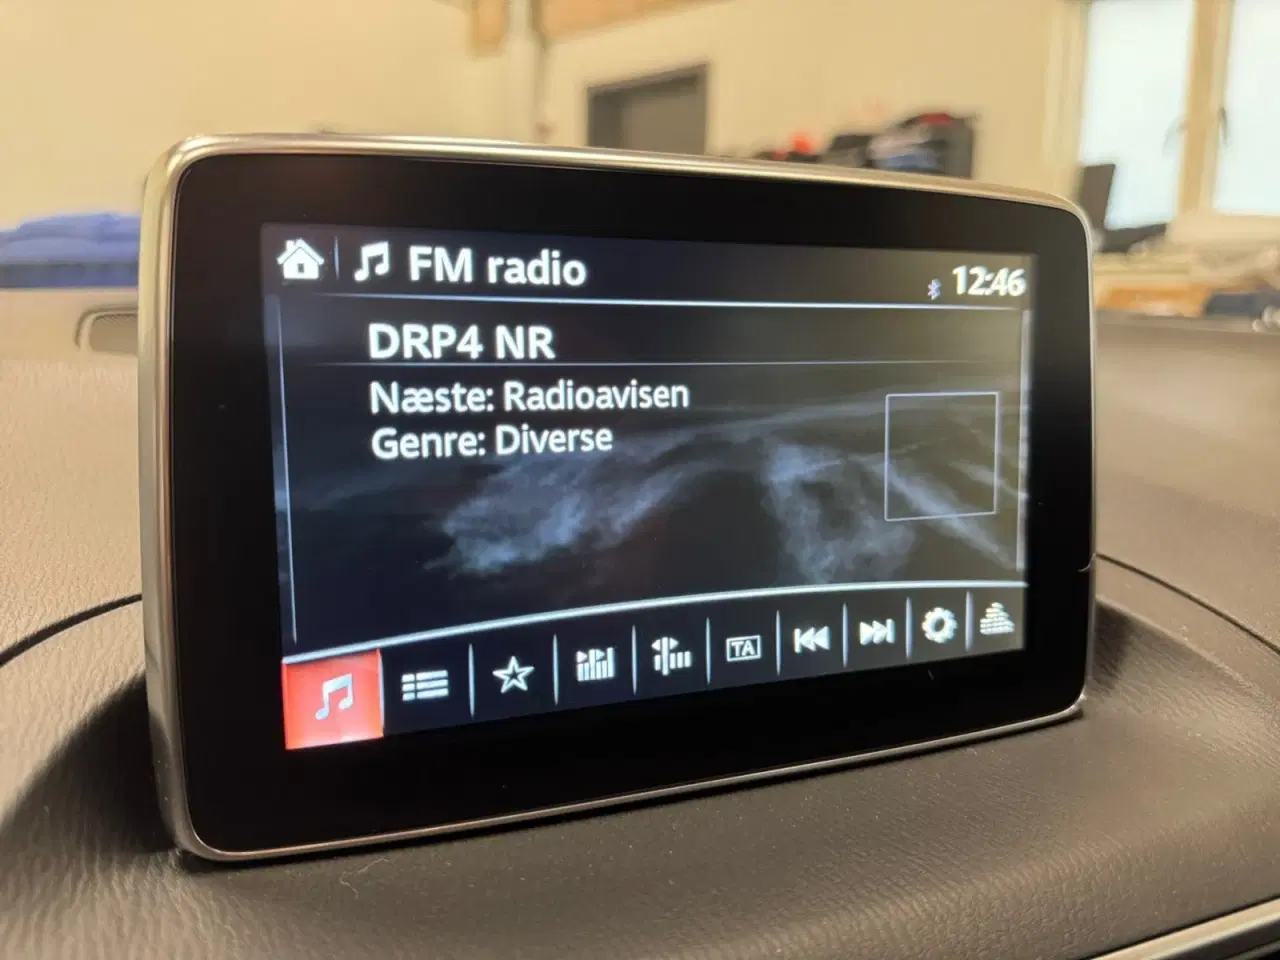 FM radio
12:46
DRP4 NR
Næste: Radioavisen
Genre: Diverse
TA